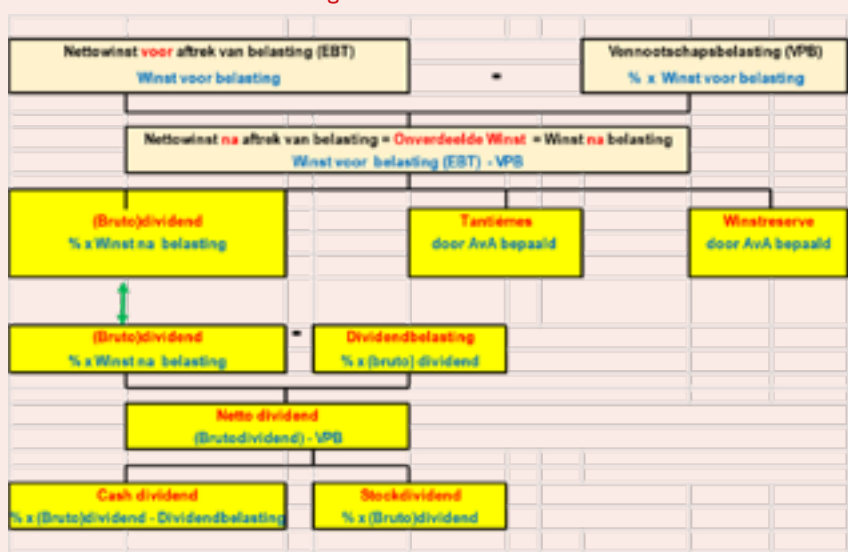 Nettowinst voor aftrek van belasting (EBT)
Winst voor belasting
-
Vennootschapsbelasting (VPB)
% x Winst voor belasting
Nettowinst na aftrek van belasting = Onverdeelde Winst = Winst na belasting
Winst voor belasting (EBT) - VPB
(Bruto)dividend
% x Winst na belasting
Tantièmes
door AvA bepaald
Winstreserve
door AvA bepaald
(Bruto)dividend
% x Winst na belasting
-
Dividendbelasting
% x (bruto) dividend
Netto dividend
(Brutodividend) - VPB
Cash dividend
% x (Bruto)dividend - Dividendbelasting
Stockdividend
% x (Bruto)dividend